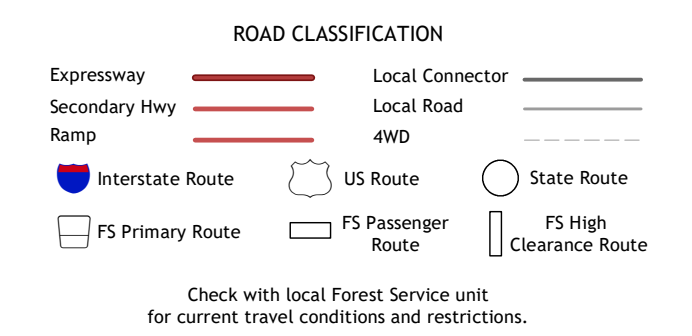 ROAD CLASSIFICATION
Expressway
Local Connector
Secondary Hwy
Local Road
Ramp
4WD
Interstate Route
US Route
State Route
FS Primary Route
FS Passenger
Route
FS High
Clearance Route
Check with local Forest Service unit
for current travel conditions and restrictions.